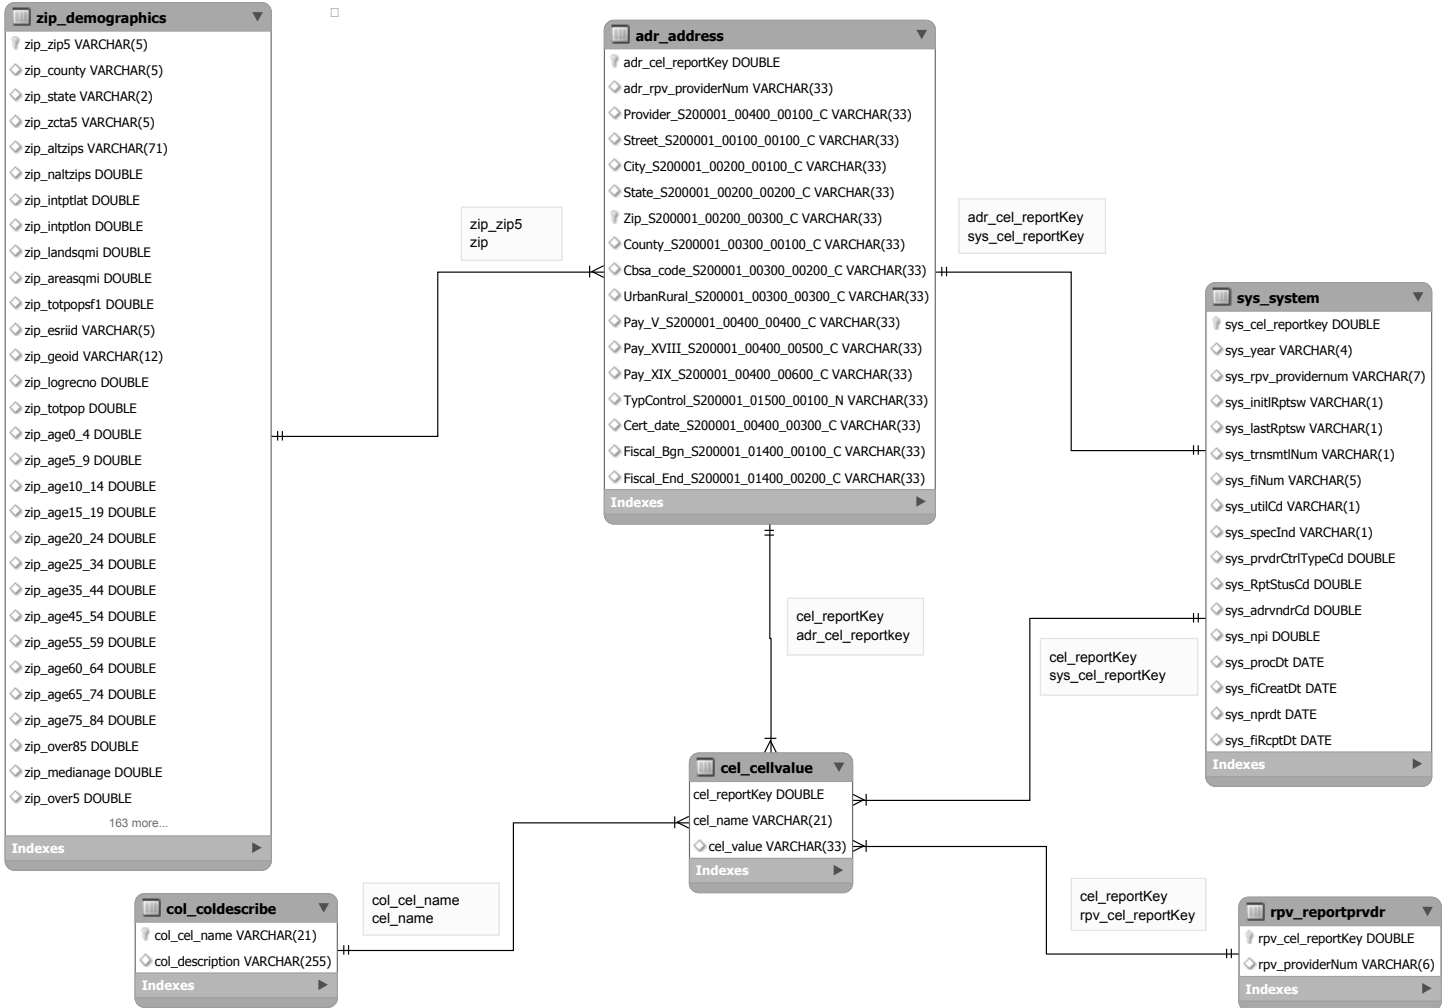 zip_demographics
zip_zip5 VARCHAR(5)
zip_county VARCHAR(5)
zip_state VARCHAR(2)
zip_zcta5 VARCHAR(5)
zip_altzips VARCHAR(71)
zip_naltzips DOUBLE
zip_intptlat DOUBLE
zip_intptlon DOUBLE
zip_landsqmi DOUBLE
zip_areasqmi DOUBLE
zip_totpopsf1 DOUBLE
zip_esriid VARCHAR(5)
zip_geoid VARCHAR(12)
zip_logrecno DOUBLE
zip_totpop DOUBLE
zip_age0_4 DOUBLE
zip_age5_9 DOUBLE
zip_age10_14 DOUBLE
zip_age15_19 DOUBLE
zip_age20_24 DOUBLE
zip_age25_34 DOUBLE
zip_age35_44 DOUBLE
zip_age45_54 DOUBLE
zip_age55_59 DOUBLE
zip_age60_64 DOUBLE
zip_age65_74 DOUBLE
zip_age75_84 DOUBLE
zip_over85 DOUBLE
zip_medianage DOUBLE
zip_over5 DOUBLE
163 more...
Indexes
zip_zip5
zip
adr_address
adr_cel_reportKey DOUBLE
adr_rpv_providerNum VARCHAR(33)
Provider_S200001_00400_00100_C VARCHAR(33)
Street_S200001_00100_00100_C VARCHAR(33)
City_S200001_00200_00100_C VARCHAR(33)
State_S200001_00200_00200_C VARCHAR(33)
Zip_S200001_00200_00300_C VARCHAR(33)
County_S200001_00300_00100_C VARCHAR(33)
Cbsa_code_S200001_00300_00200_C VARCHAR(33)
UrbanRural_S200001_00300_00300_C VARCHAR(33)
Pay_V_S200001_00400_00400_C VARCHAR(33)
Pay_XVIII_S200001_00400_00500_C VARCHAR(33)
Pay_XIX_S200001_00400_00600_C VARCHAR(33)
TypControl_S200001_01500_00100_N VARCHAR(33)
Cert_date_S200001_00400_00300_C VARCHAR(33)
Fiscal_Bgn_S200001_01400_00100_C VARCHAR(33)
Fiscal_End_S200001_01400_00200_C VARCHAR(33)
Indexes
adr_cel_reportKey
sys_cel_reportKey
sys_system
sys_cel_reportkey DOUBLE
sys_year VARCHAR(4)
sys_rpv_providernum VARCHAR(7)
sys_initlRptsw VARCHAR(1)
sys_lastRptsw VARCHAR(1)
sys_trnsmtlNum VARCHAR(1)
sys_fiNum VARCHAR(5)
sys_utilCd VARCHAR(1)
sys_specInd VARCHAR(1)
sys_prvdrCtrlTypeCd DOUBLE
sys_RptStusCd DOUBLE
sys_adrvndrCd DOUBLE
sys_npi DOUBLE
sys_procDt DATE
sys_fiCreatDt DATE
sys_nprdt DATE
sys_fiRcptDt DATE
Indexes
cel_reportKey
adr_cel_reportkey
cel_reportKey
sys_cel_reportKey
cel_cellvalue
cel_reportKey DOUBLE
cel_name VARCHAR(21)
cel_value VARCHAR(33)
Indexes
col_coldescribe
col_cel_name VARCHAR(21)
col_description VARCHAR(255)
Indexes
col_cel_name
cel_name
cel_reportKey
rpv_cel_reportKey
rpv_reportprvdr
rpv_cel_reportKey DOUBLE
rpv_providerNum VARCHAR(6)
Indexes